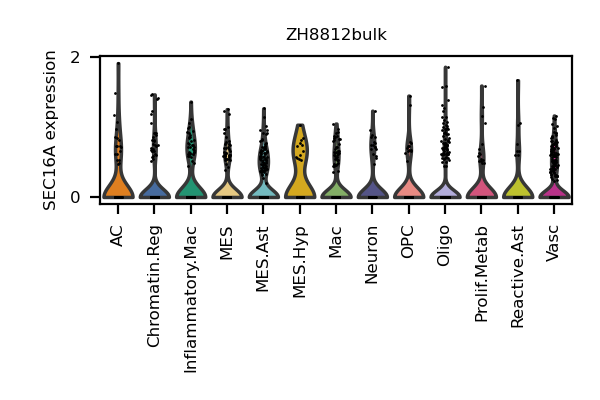 ZH8812bulk
SEC16A expression
2
0
AC
Chromatin.Reg
Inflammatory.Mac
MES
MES.Ast
MES.Hyp
Mac
Neuron
OPC
Oligo
Prolif.Metab
Reactive.Ast
Vasc